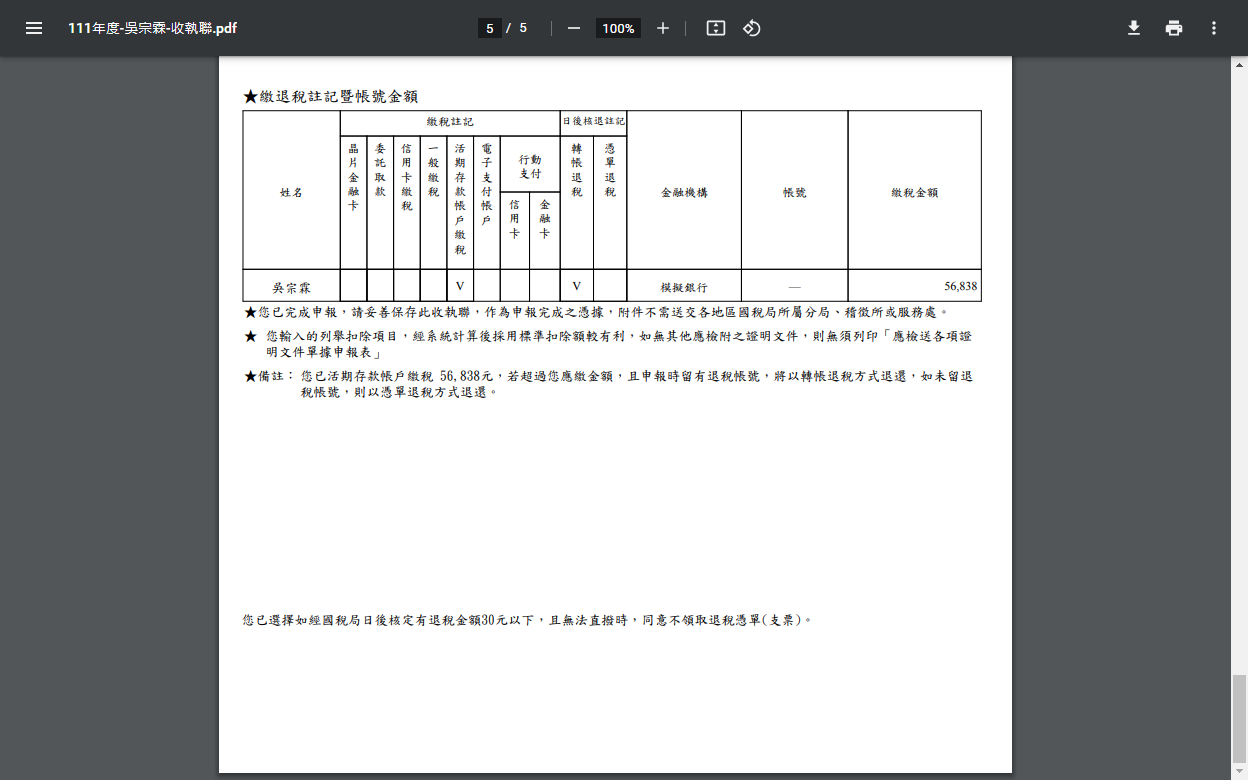 111年度-吳宗霖-收執聯.pdf
5 / 5
100%
★繳退稅註記暨帳號金額
姓名
繳稅註記
日後核退註記
金融機構
帳號
繳稅金額
晶片金融卡
委託取款
信用卡繳稅
一般繳稅
活期存款帳戶繳稅
電子支付帳戶
行動支付
信用卡
金融卡
轉帳退稅
憑單退稅
吳宗霖 V V 模擬銀行 — 56,838
★您已完成申報，請妥善保存此收執聯，作為申報完成之憑據，附件不需送交各地區國稅局所屬分局、稽徵所或服務處。
★ 您輸入的列舉扣除項目，經系統計算後採用標準扣除額較有利，如無其他應檢附之證明文件，則無須列印「應檢送各項證
明文件單據申報表」
★備註： 您已活期存款帳戶繳稅 56,838元，若超過您應繳金額，且申報時留有退稅帳號，將以轉帳退稅方式退還，如未留退
稅帳號，則以憑單退稅方式退還。
您已選擇如經國稅局日後核定有退稅金額30元以下，且無法直撥時，同意不領取退稅憑單(支票)。